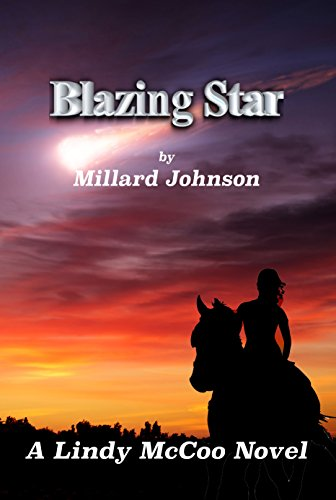 Blazing Star
by
Millard Johnson
A Lindy McCoo Novel